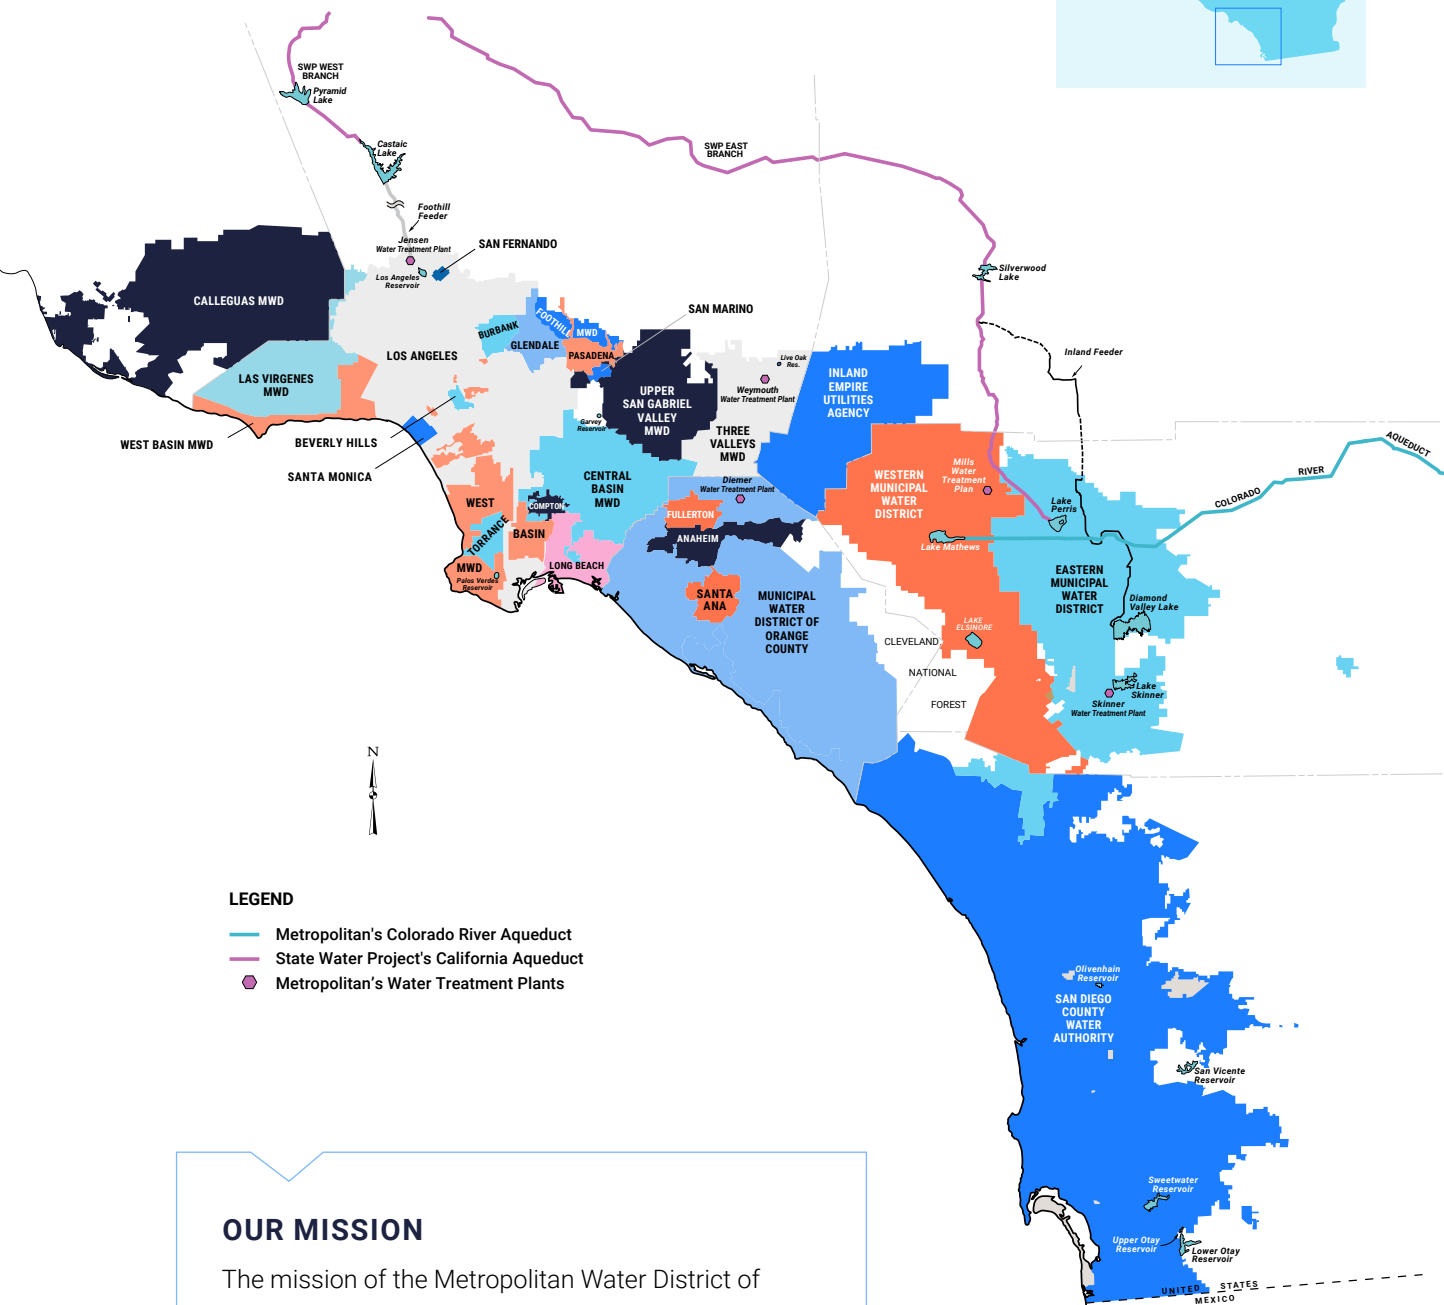 SWP WEST
BRANCH
Pyramid
Lake
Castaic
Lake
SWP EAST
BRANCH
Foothill
Feeder
Jensen
Water Treatment Plant
SAN FERNANDO
Los Angeles
Reservoir
Silverwood
Lake
CALLEGUAS MWD
SAN MARINO
BURBANK
FOOTHILL
MWD
GLENDALE
PASADENA
LOS ANGELES
Live Oak
Res.
Inland Feeder
LAS VIRGENES
MWD
Weymouth
Water Treatment Plant
INLAND
EMPIRE
UTILITIES
AGENCY
UPPER
SAN GABRIEL
VALLEY
MWD
Garvey
Reservoir
THREE
VALLEYS
MWD
WEST BASIN MWD
BEVERLY HILLS
SANTA MONICA
AQUEDUCT
RIVER
COLORADO
CENTRAL
BASIN
MWD
Diemer
Water Treatment Plant
WESTERN
MUNICIPAL
WATER
DISTRICT
Mills
Water
Treatment
Plan
Lake
Perris
WEST
COMPTON
FULLERTON
TORRANCE
BASIN
ANAHEIM
Lake Mathews
MWD
LONG BEACH
Palos Verdes
Reservoir
SANTA
ANA
MUNICIPAL
WATER
DISTRICT OF
ORANGE
COUNTY
EASTERN
MUNICIPAL
WATER
DISTRICT
Diamond
Valley Lake
LAKE
ELSINORE
CLEVELAND
NATIONAL
FOREST
Lake
Skinner
Skinner
Water Treatment Plant
N
LEGEND
Metropolitan's Colorado River Aqueduct
State Water Project's California Aqueduct
Metropolitan's Water Treatment Plants
Olivenhain
Reservoir
SAN DIEGO
COUNTY
WATER
AUTHORITY
San Vicente
Reservoir
Sweetwater
Reservoir
Upper Otay
Reservoir
Lower Otay
Reservoir
UNITED STATES
MEXICO
OUR MISSION
The mission of the Metropolitan Water District of